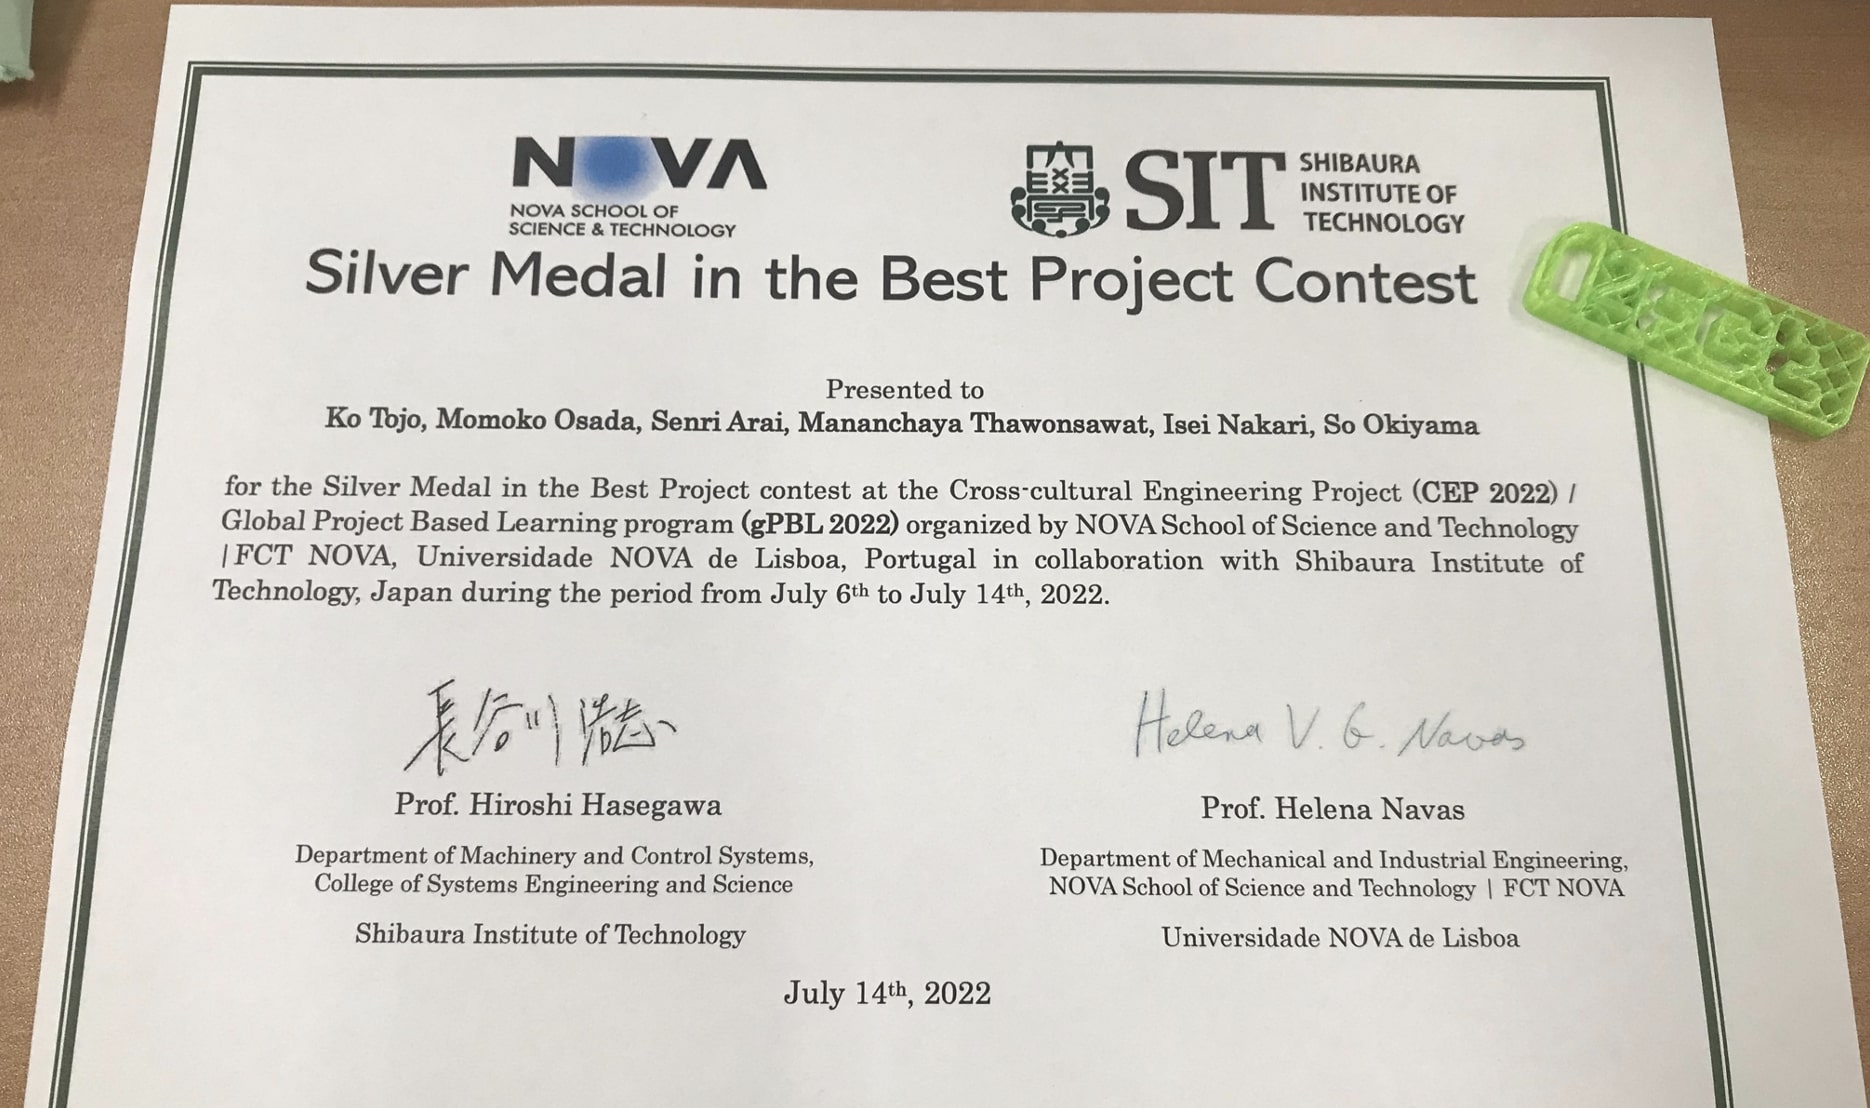 NOVA
NOVA SCHOOL OF
SCIENCE & TECHNOLOGY
SIT
SHIBAURA
INSTITUTE OF
TECHNOLOGY
Silver Medal in the Best Project Contest
Presented to
Ko Tojo, Momoko Osada, Senri Arai, Mananchaya Thawonsawat, Isei Nakari, So Okiyama
for the Silver Medal in the Best Project contest at the Cross-cultural Engineering Project (CEP 2022) /
Global Project Based Learning program (gPBL 2022) organized by NOVA School of Science and Technology
| FCT NOVA, Universidade NOVA de Lisboa, Portugal in collaboration with Shibaura Institute of
Technology, Japan during the period from July 6th to July 14th, 2022.
長谷川 浩志
Helena V. G. Navas
Prof. Hiroshi Hasegawa
Prof. Helena Navas
Department of Machinery and Control Systems,
College of Systems Engineering and Science
Department of Mechanical and Industrial Engineering,
NOVA School of Science and Technology | FCT NOVA
Shibaura Institute of Technology
Universidade NOVA de Lisboa
July 14th, 2022